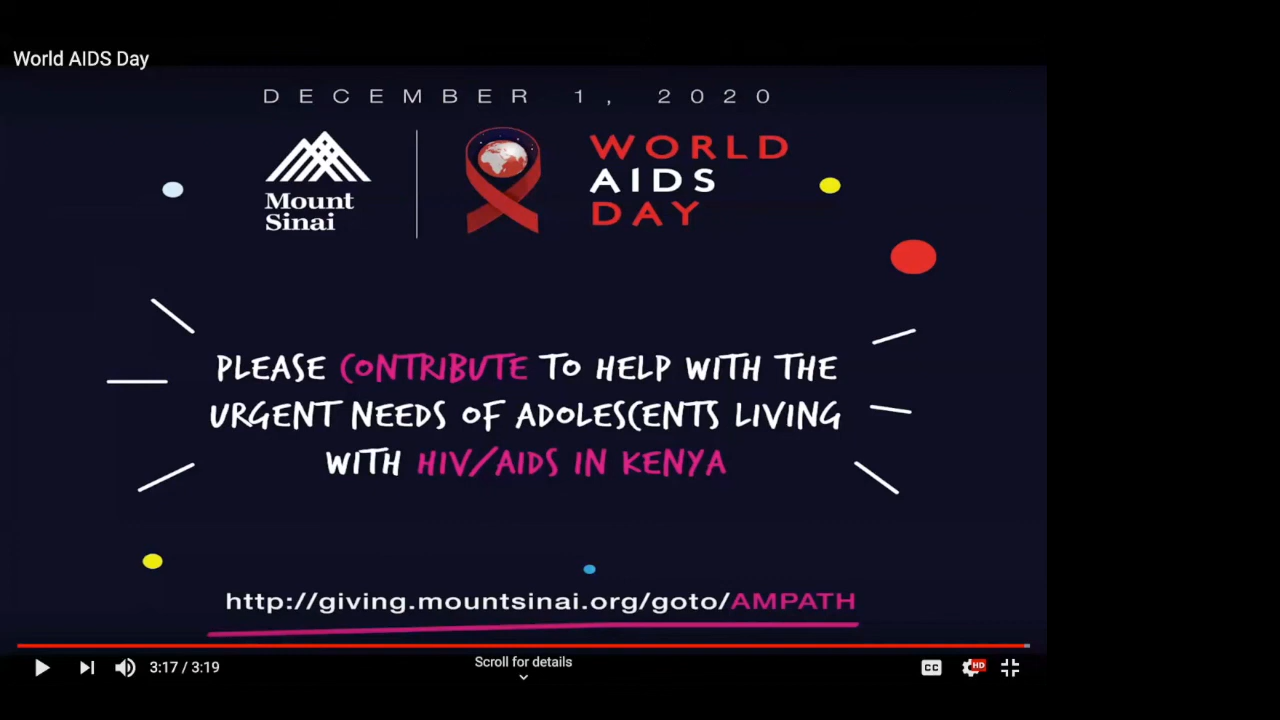 World AIDS Day
DECEMBER 1, 2020
Mount
Sinai
WORLD
AIDS
DAY
PLEASE CONTRIBUTE TO HELP WITH THE
URGENT NEEDS OF ADOLESCENTS LIVING
WITH HIV/AIDS IN KENYA
http://giving.mountsinai.org/goto/AMPATH
3:17 / 3:19
Scroll for details
CC
HD